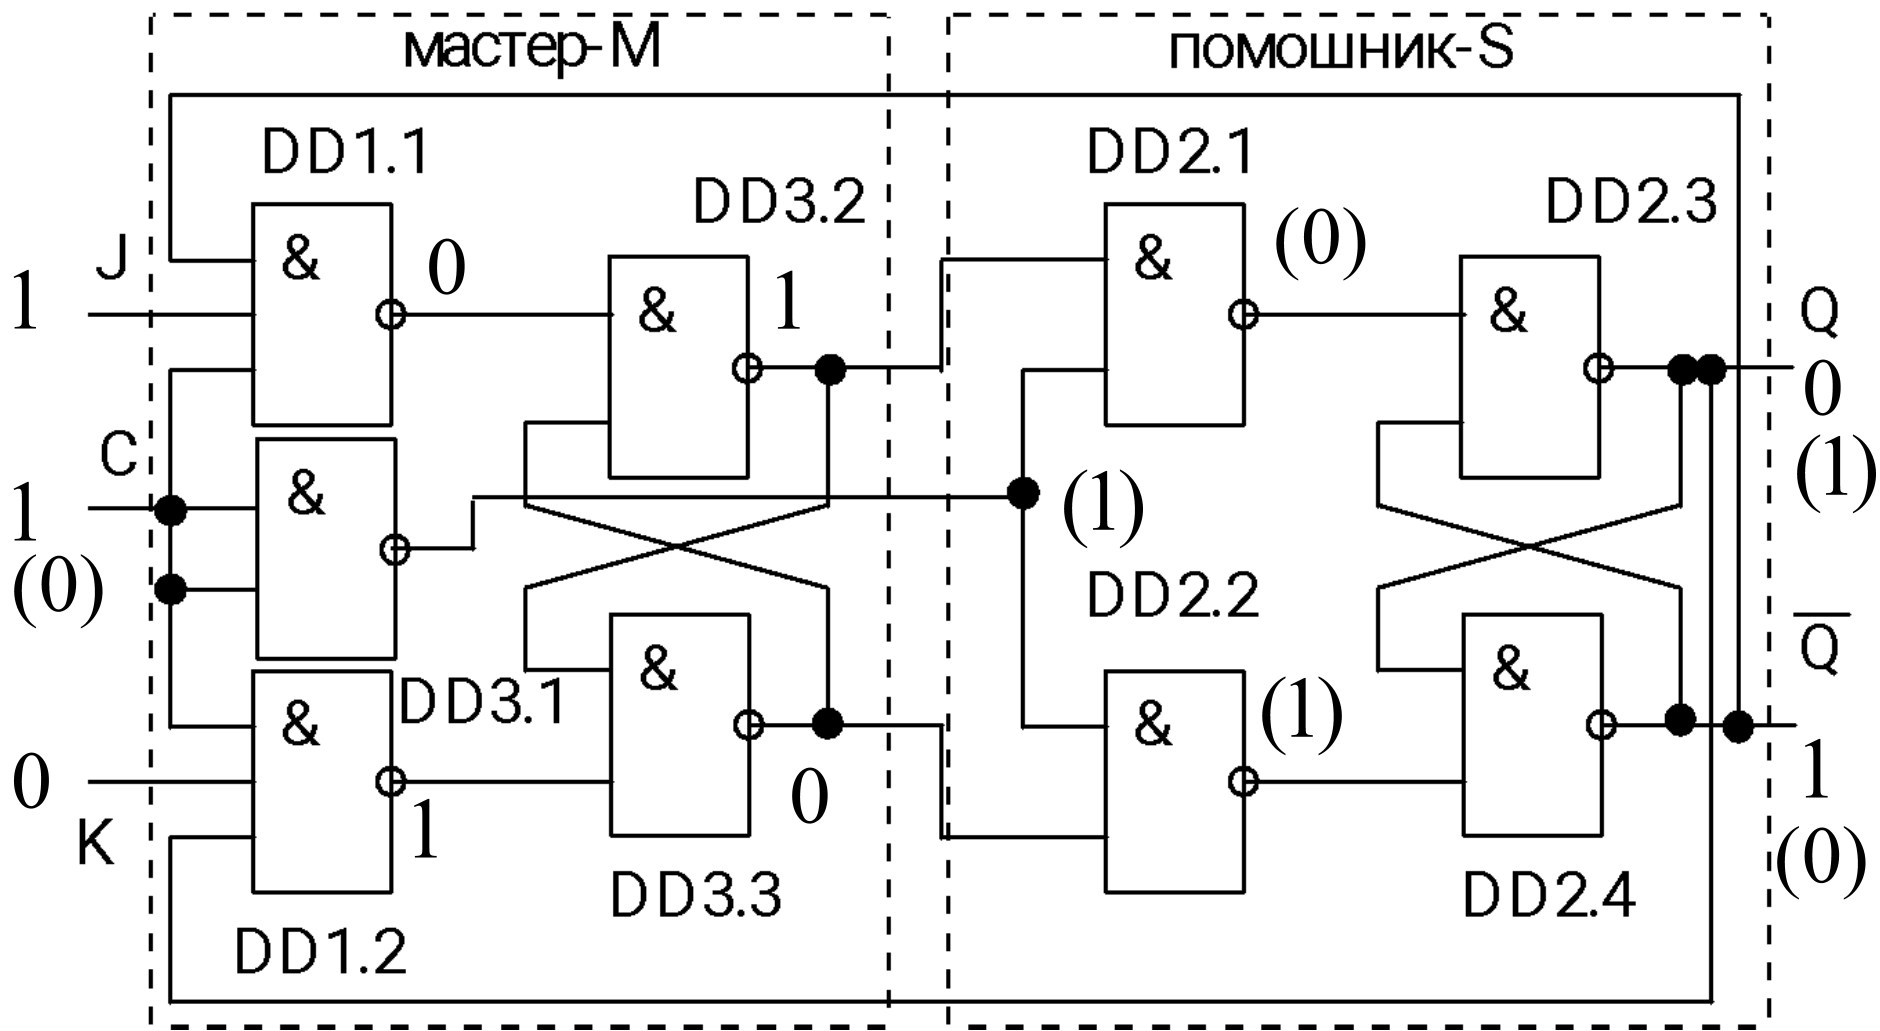 мастер-М
помошник-S
DD1.1
DD2.1
DD3.2
DD2.3
J
&
0
&
(0)
1
&
1
&
Q
0
C
&
(1)
1
(1)
(0)
DD2.2
Q
&
&
DD3.1
&
&
(1)
0
1
0
1
K
(0)
DD3.3
DD2.4
DD1.2